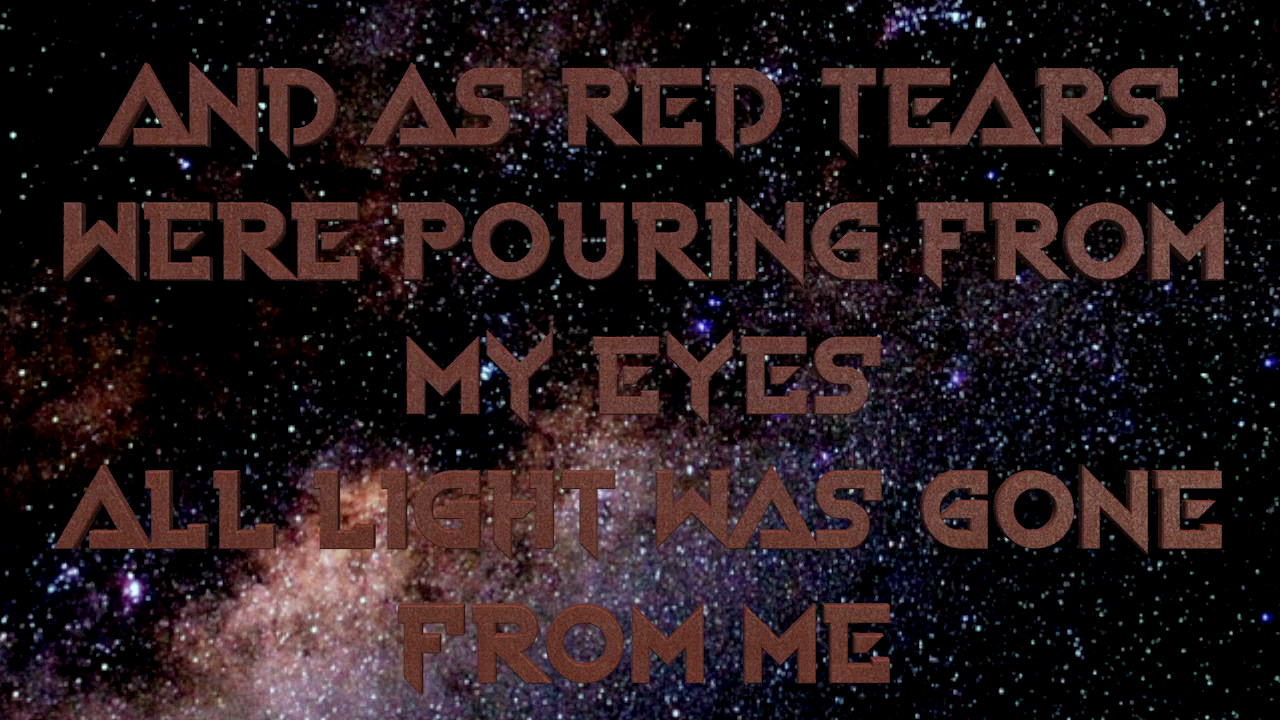 AND AS RED TEARS
WERE POURING FROM
MY EYES
ALL LIGHT WAS GONE
FROM ME